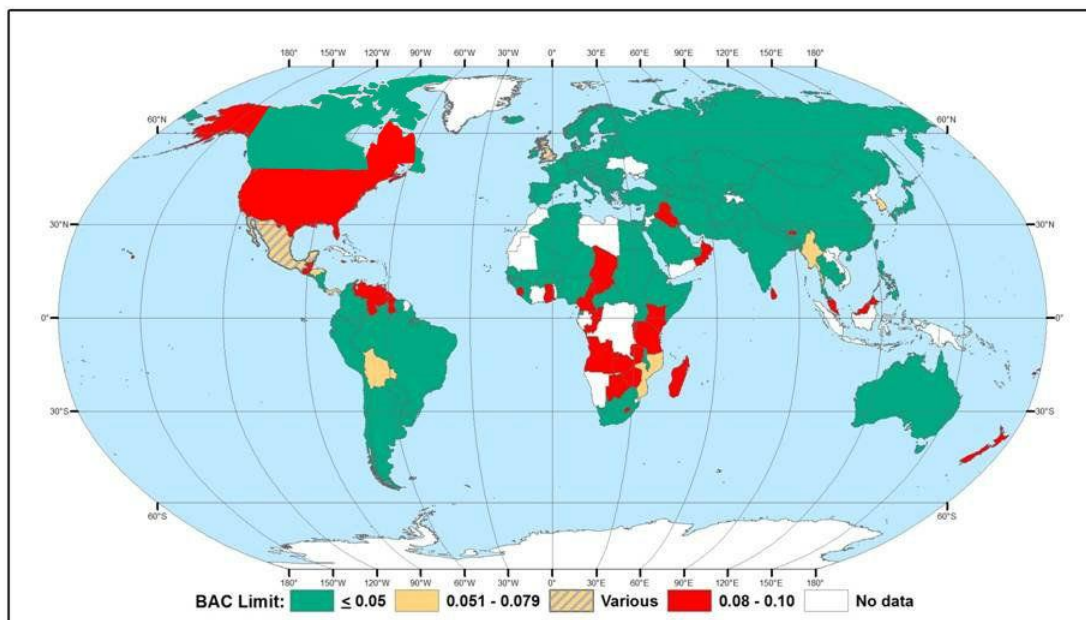 180° 150°W 120°W 90°W 60°W 30°W 0° 30°E 60°E 90°E 120°E 150°E 180°
60°N 60°N
30°N 30°N
0° 0°
30°S 30°S
60°S 60°S
180° 150°W 120°W 90°W 60°W 30°W 0° 30°E 60°E 90°E 120°E 150°E 180°
BAC Limit: ≤ 0.05 0.051 - 0.079 Various 0.08 - 0.10 No data